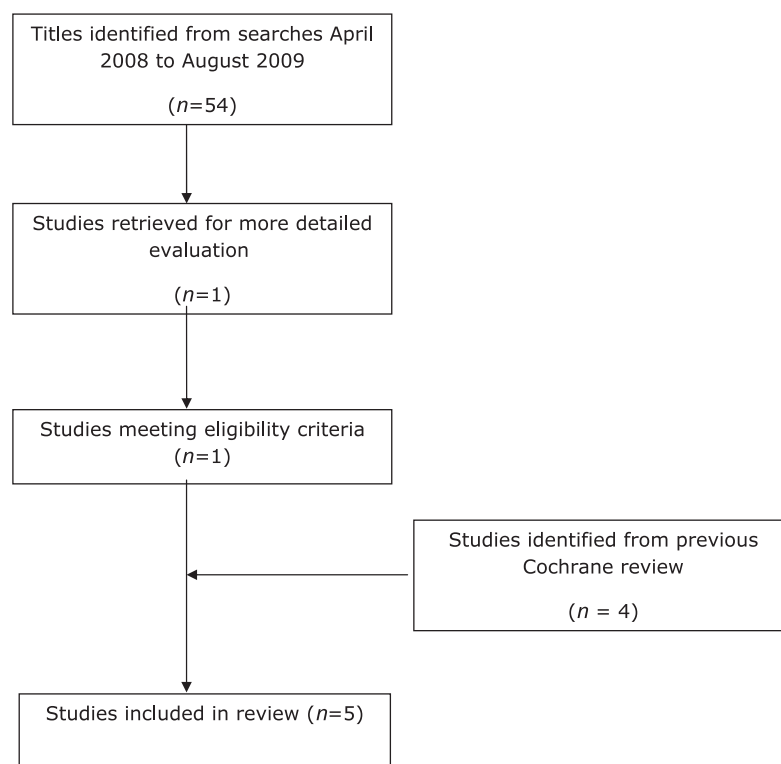 Titles identified from searches April
2008 to August 2009
(n=54)
Studies retrieved for more detailed
evaluation
(n=1)
Studies meeting eligibility criteria
(n=1)
Studies identified from previous
Cochrane review
(n = 4)
Studies included in review (n=5)